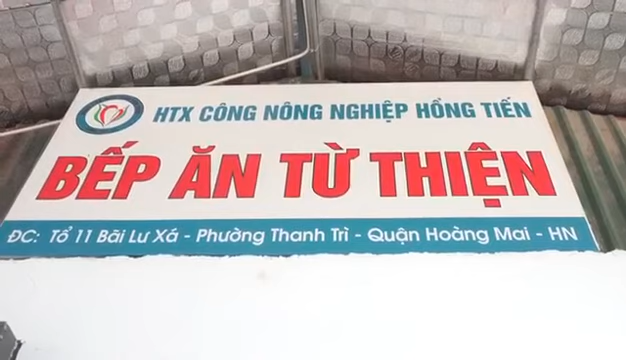 HTX CÔNG NÔNG NGHIỆP HỒNG TIẾN
BẾP ĂN TỪ THIỆN
ĐC: Tổ 11 Bãi Lư Xá - Phường Thanh Trì - Quận Hoàng Mai - HN